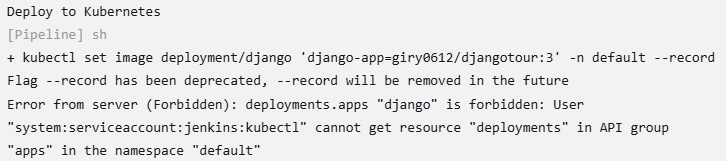 Deploy to Kubernetes
[Pipeline] sh
+ kubectl set image deployment/django 'django-app=giry0612/djangotour:3' -n default --record
Flag --record has been deprecated, --record will be removed in the future
Error from server (Forbidden): deployments.apps "django" is forbidden: User
"system:serviceaccount:jenkins:kubectl" cannot get resource "deployments" in API group
"apps" in the namespace "default"